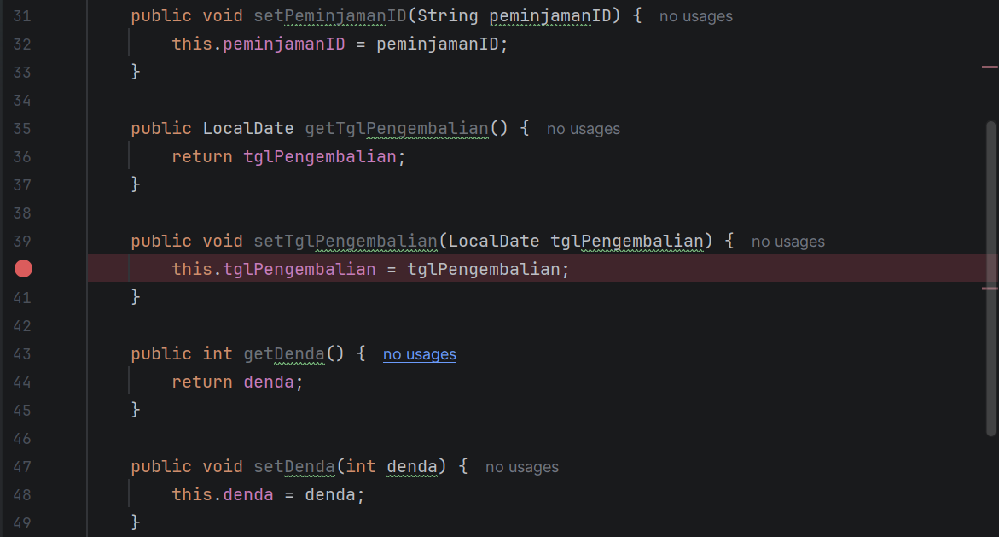 31 public void setPeminjamanID(String peminjamanID) { no usages
32 this.peminjamanID = peminjamanID;
33 }
34
35 public LocalDate getTglPengembalian() { no usages
36 return tglPengembalian;
37 }
38
39 public void setTglPengembalian(LocalDate tglPengembalian) { no usages
this.tglPengembalian = tglPengembalian;
41 }
42
43 public int getDenda() { no usages
44 return denda;
45 }
46
47 public void setDenda(int denda) { no usages
48 this.denda = denda;
49 }